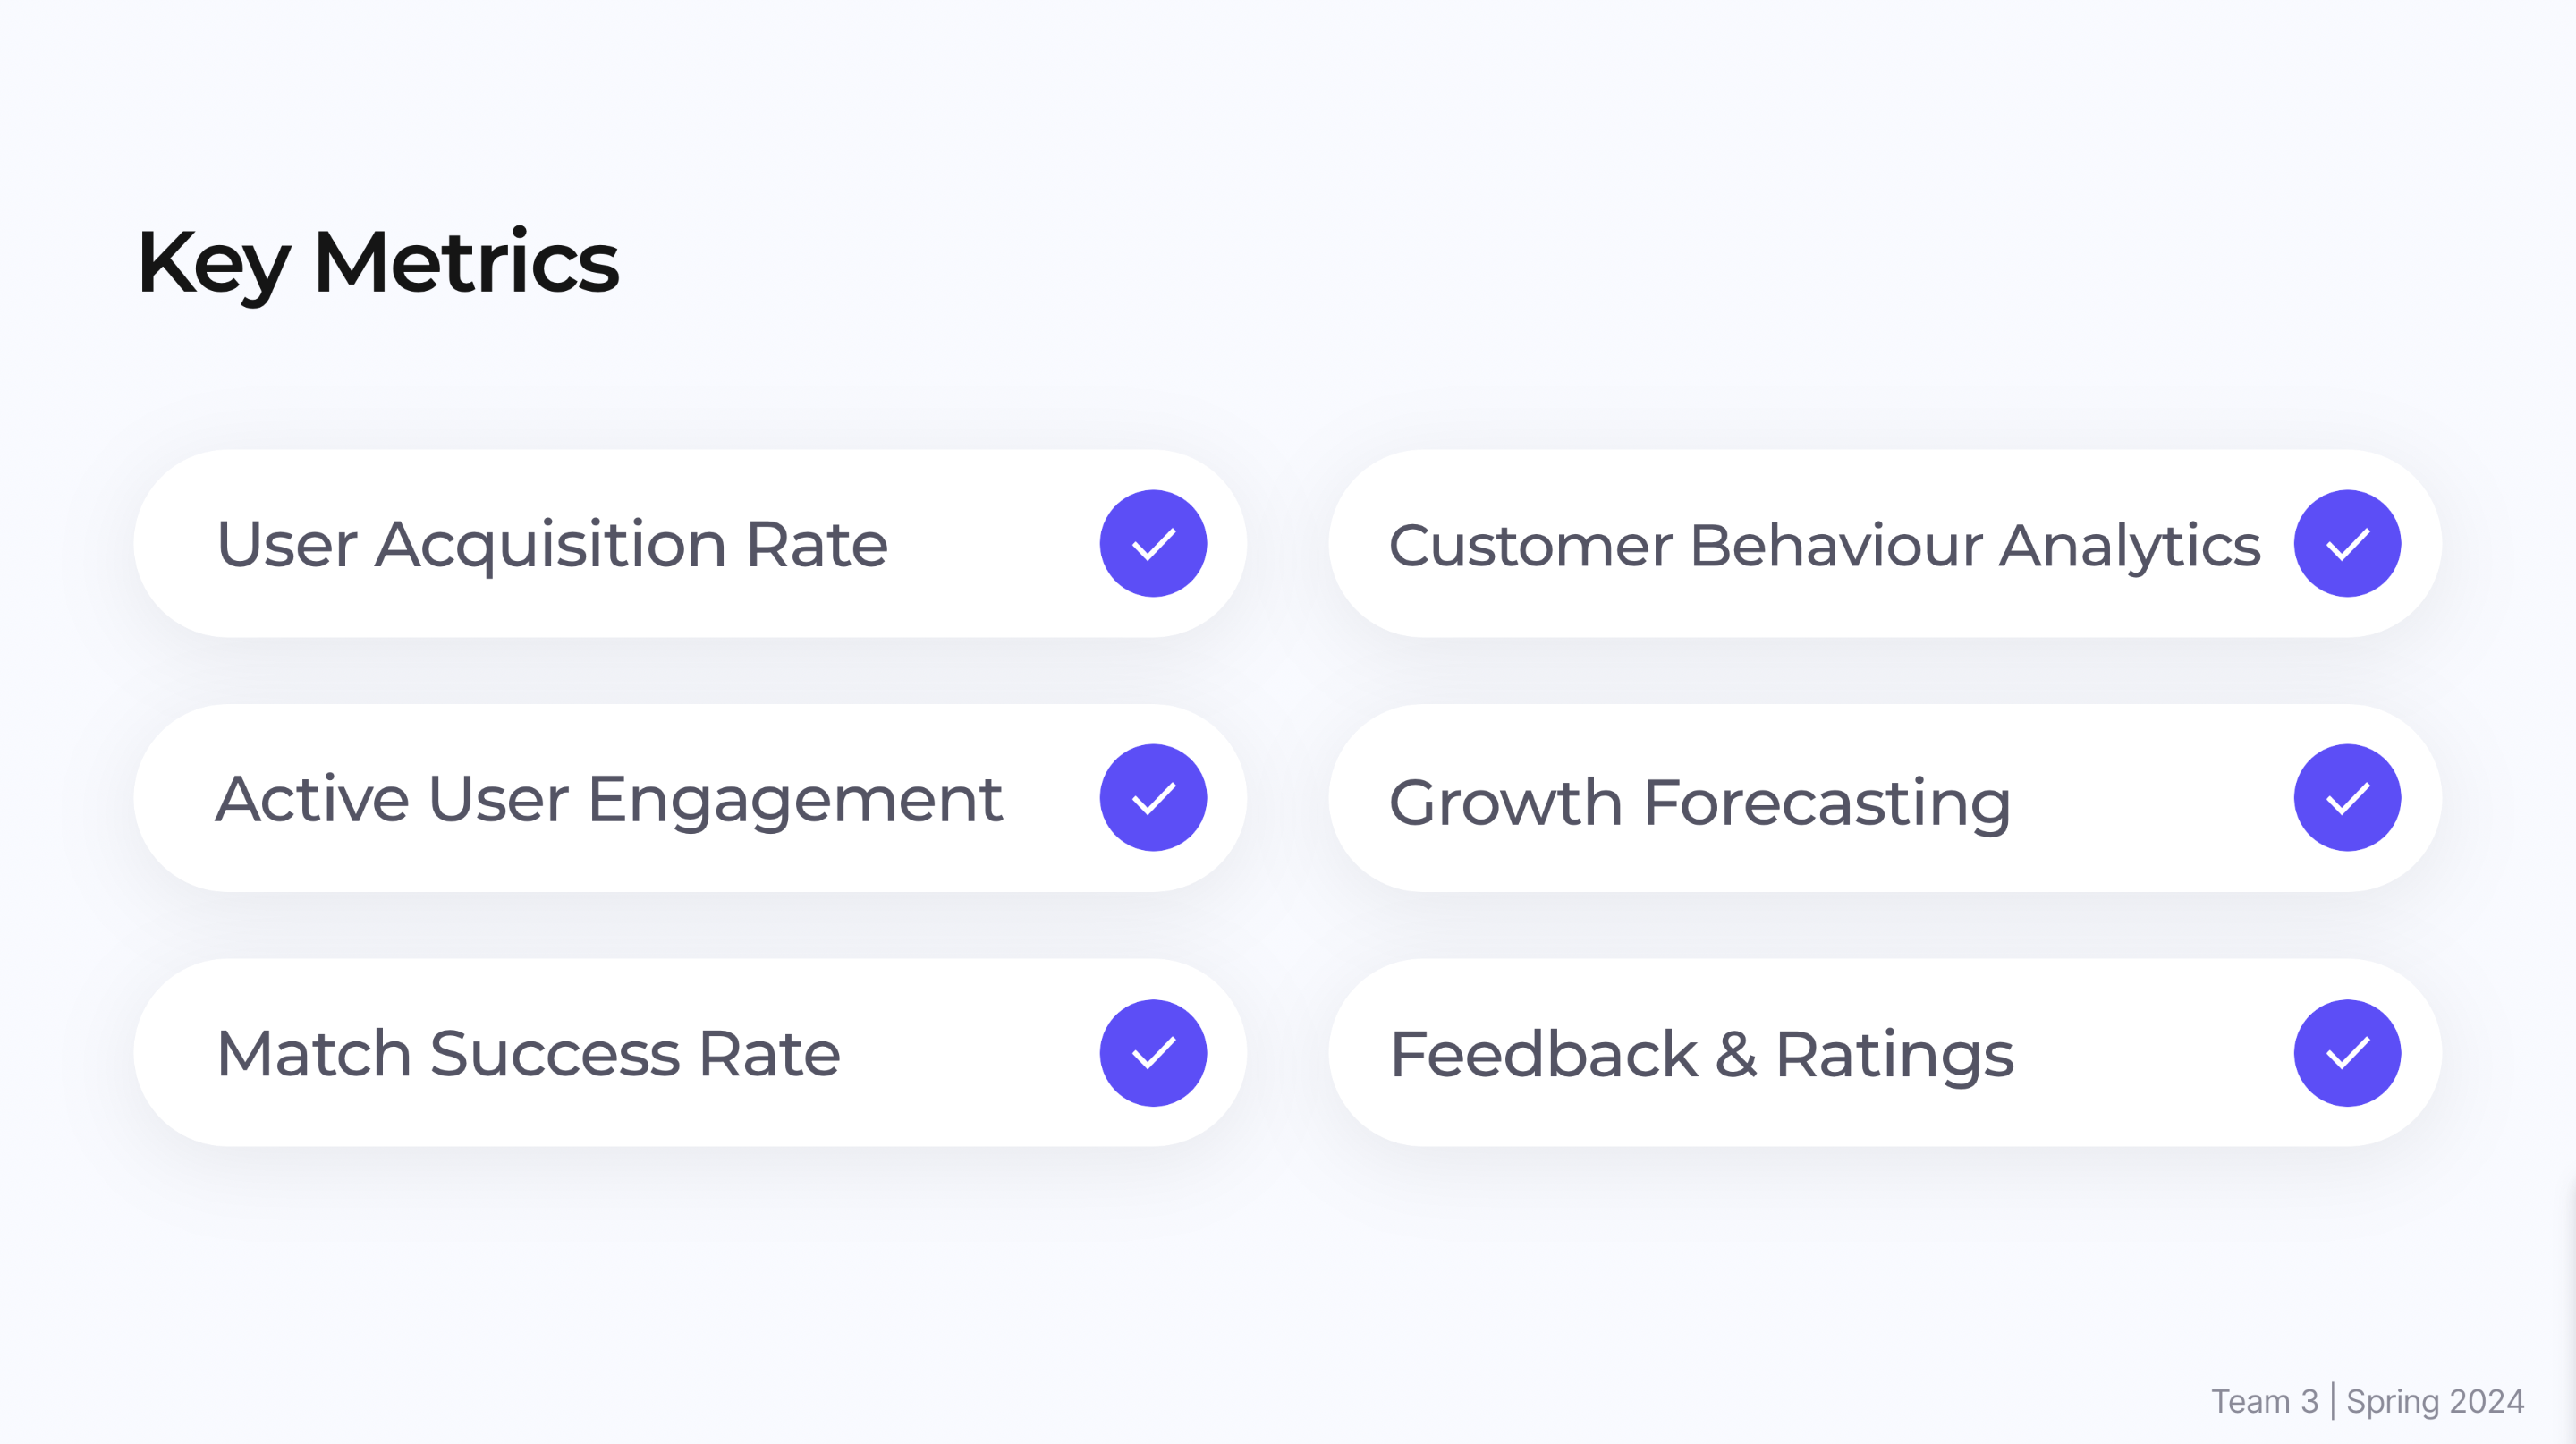 Key Metrics
User Acquisition Rate
Customer Behaviour Analytics
Active User Engagement
Growth Forecasting
Match Success Rate
Feedback & Ratings
Team 3 | Spring 2024